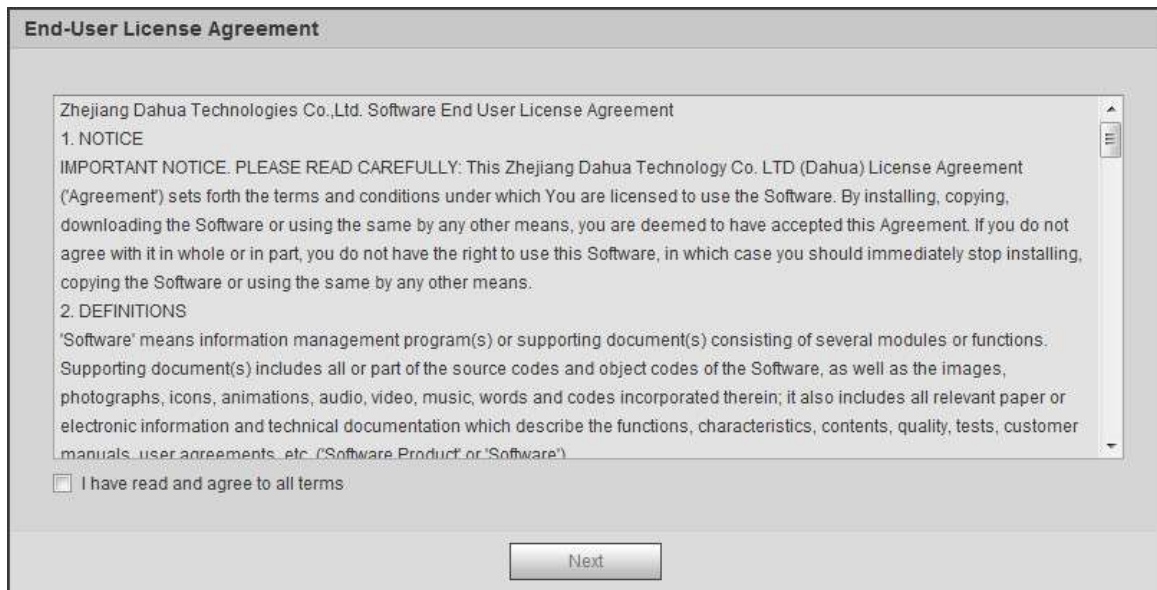 End-User License Agreement
Zhejiang Dahua Technologies Co.,Ltd. Software End User License Agreement
1. NOTICE
IMPORTANT NOTICE. PLEASE READ CAREFULLY: This Zhejiang Dahua Technology Co. LTD (Dahua) License Agreement
('Agreement') sets forth the terms and conditions under which You are licensed to use the Software. By installing, copying,
downloading the Software or using the same by any other means, you are deemed to have accepted this Agreement. If you do not
agree with it in whole or in part, you do not have the right to use this Software, in which case you should immediately stop installing,
copying the Software or using the same by any other means.
2. DEFINITIONS
'Software' means information management program(s) or supporting document(s) consisting of several modules or functions.
Supporting document(s) includes all or part of the source codes and object codes of the Software, as well as the images,
photographs, icons, animations, audio, video, music, words and codes incorporated therein; it also includes all relevant paper or
electronic information and technical documentation which describe the functions, characteristics, contents, quality, tests, customer
manuals, user agreements, etc. ('Software Product' or 'Software')
I have read and agree to all terms
Next